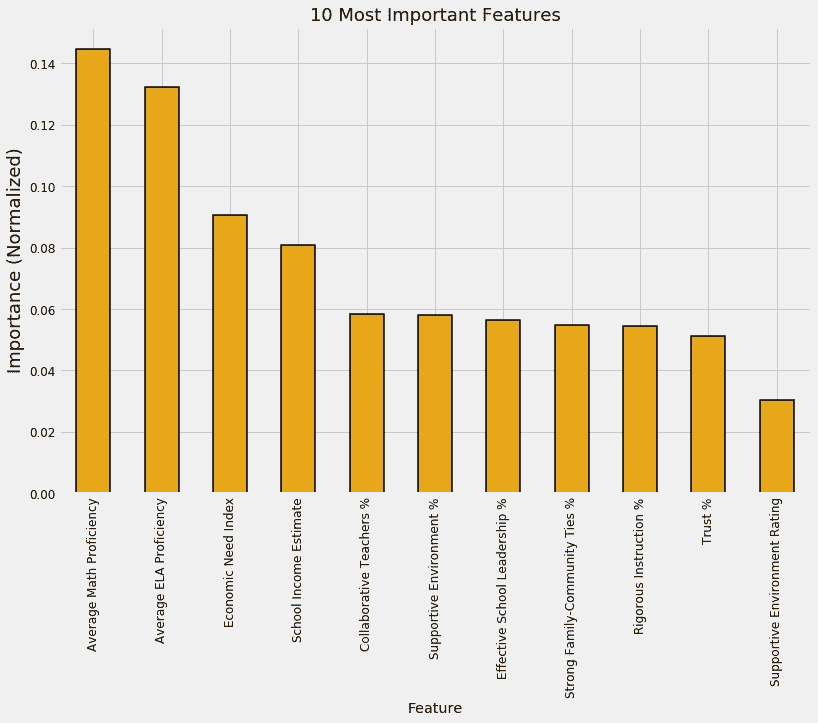 10 Most Important Features
Importance (Normalized)
0.14
0.12
0.10
0.08
0.06
0.04
0.02
0.00
Average Math Proficiency
Average ELA Proficiency
Economic Need Index
School Income Estimate
Collaborative Teachers %
Supportive Environment %
Effective School Leadership %
Strong Family-Community Ties %
Rigorous Instruction %
Trust %
Supportive Environment Rating
Feature